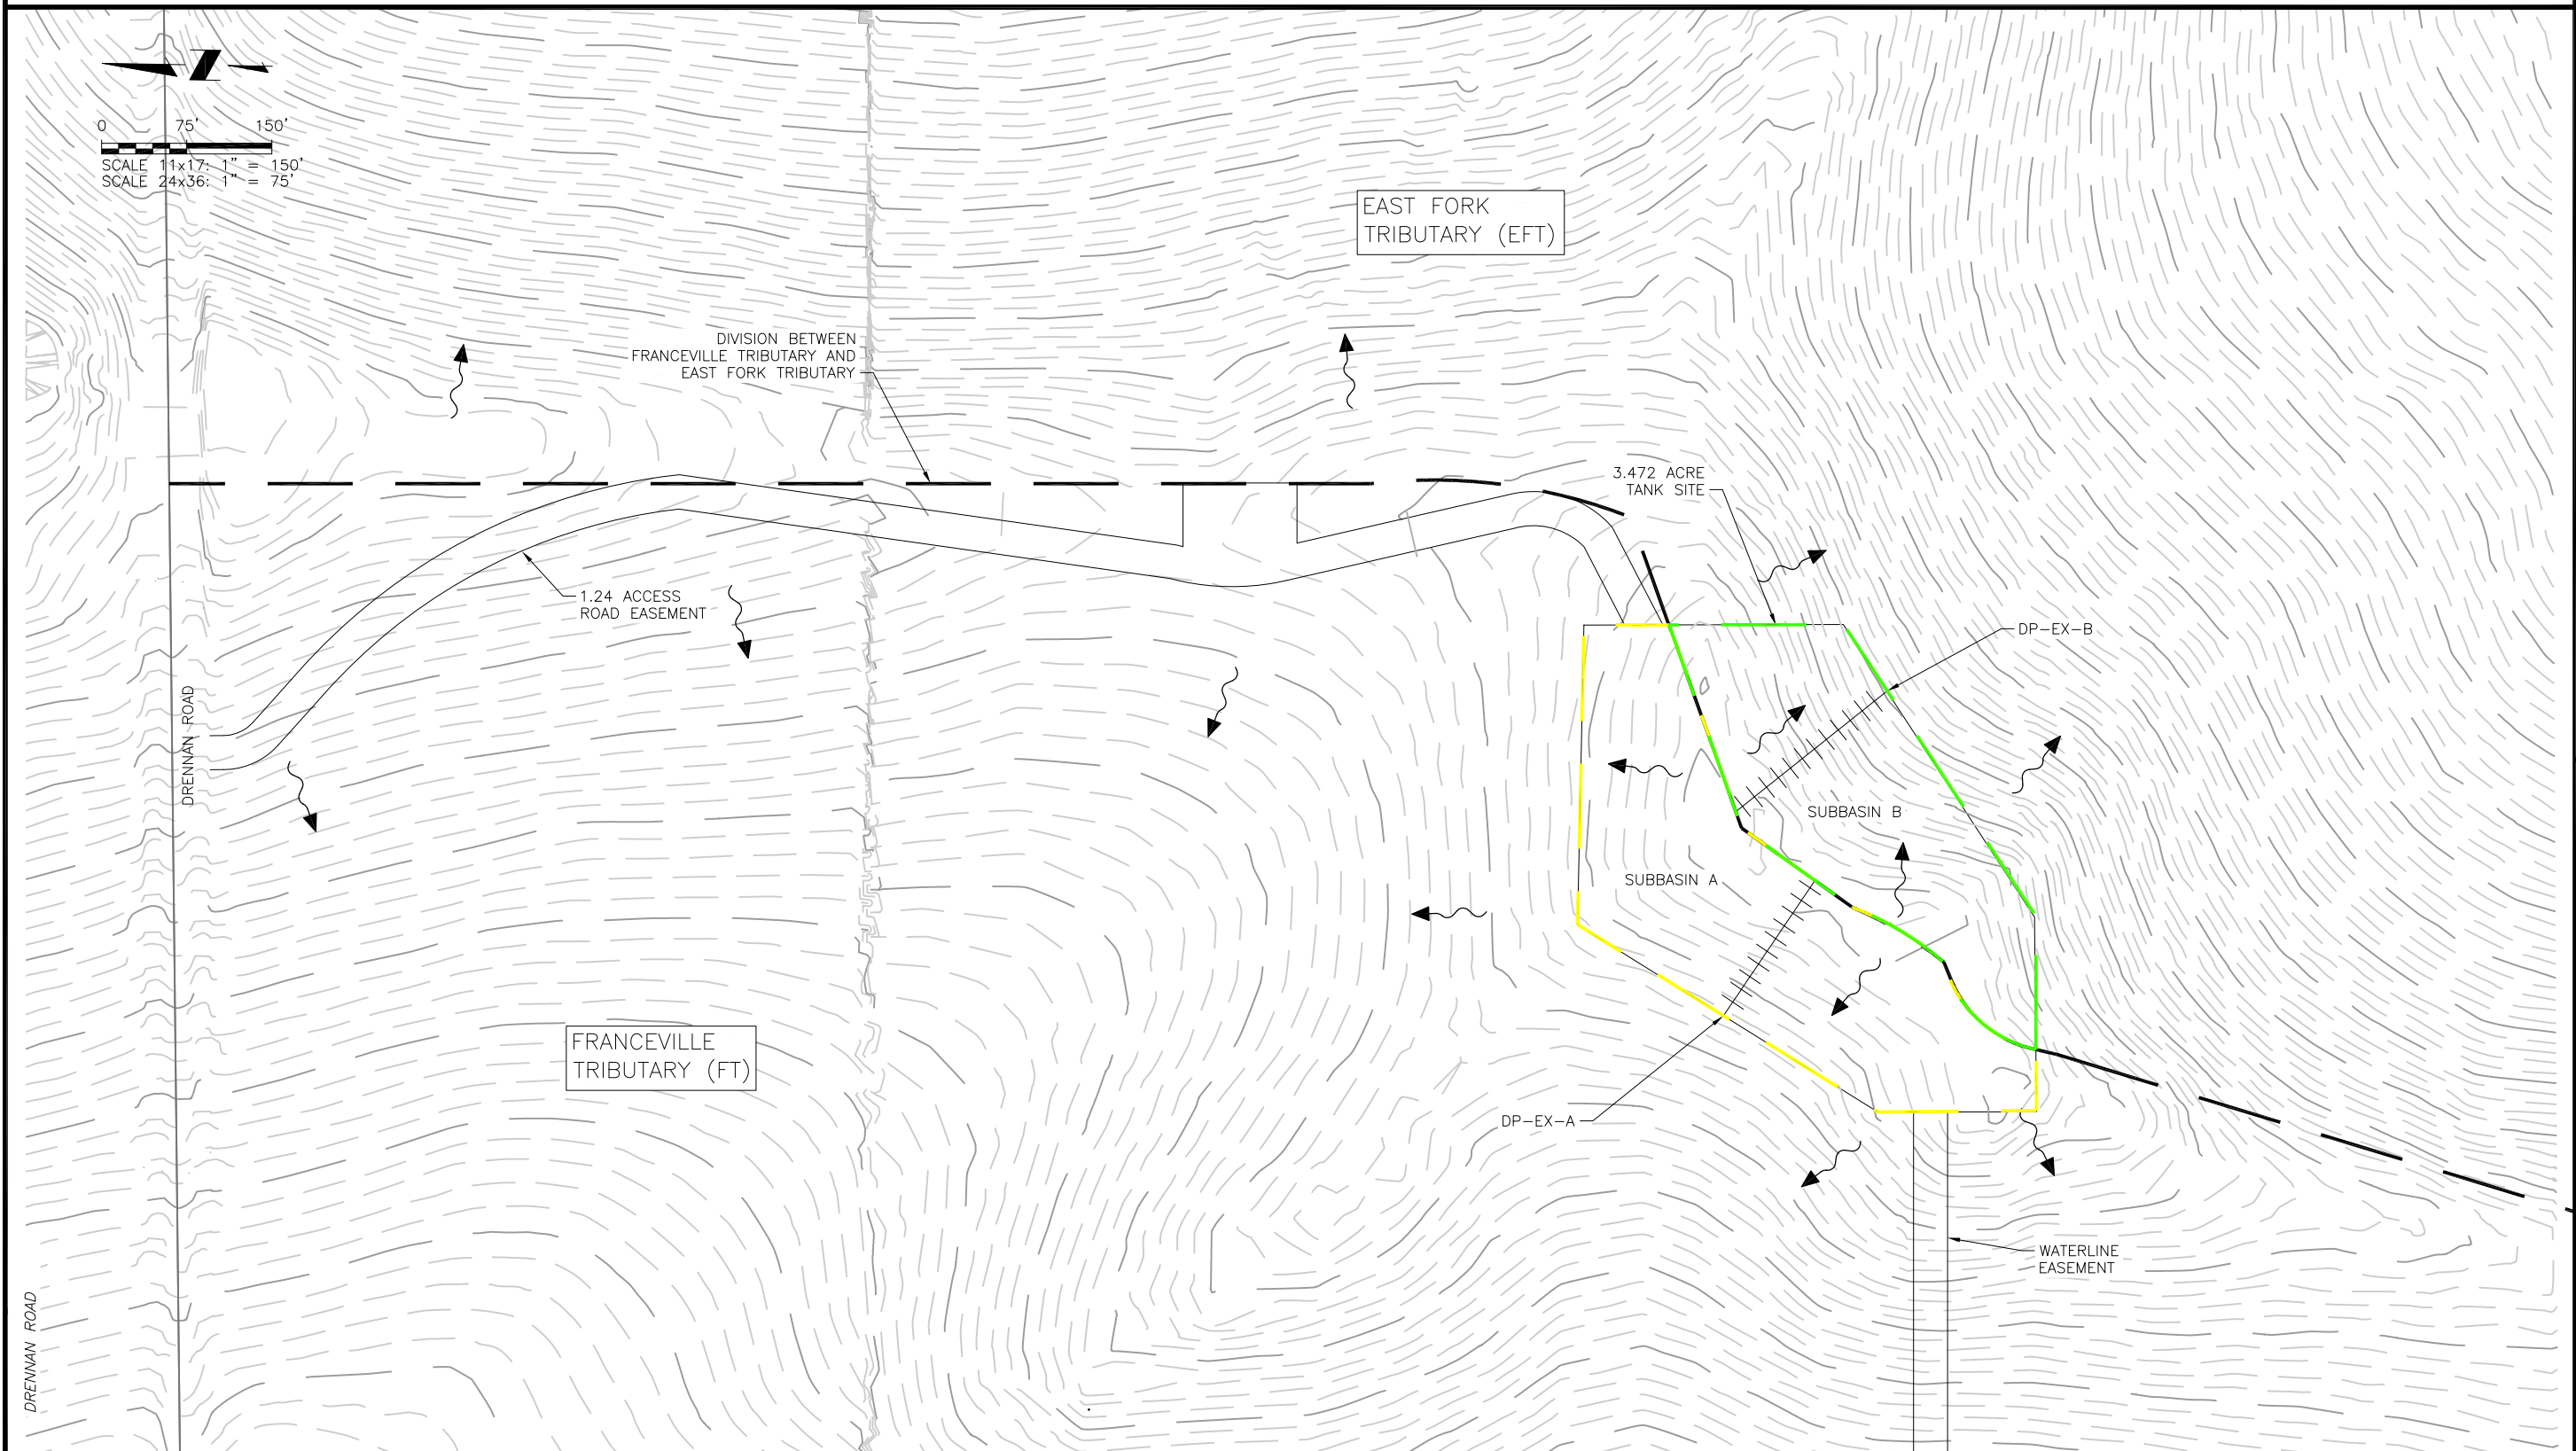 0 75' 150'
SCALE 11x17: 1" = 150'
SCALE 24x36: 1" = 75'
EAST FORK
TRIBUTARY (EFT)
DIVISION BETWEEN
FRANCEVILLE TRIBUTARY AND
EAST FORK TRIBUTARY
3.472 ACRE
TANK SITE
1.24 ACCESS
ROAD EASEMENT
DP-EX-B
DRENNAN ROAD
SUBBASIN B
SUBBASIN A
FRANCEVILLE
TRIBUTARY (FT)
DP-EX-A
WATERLINE
EASEMENT
DRENNAN ROAD